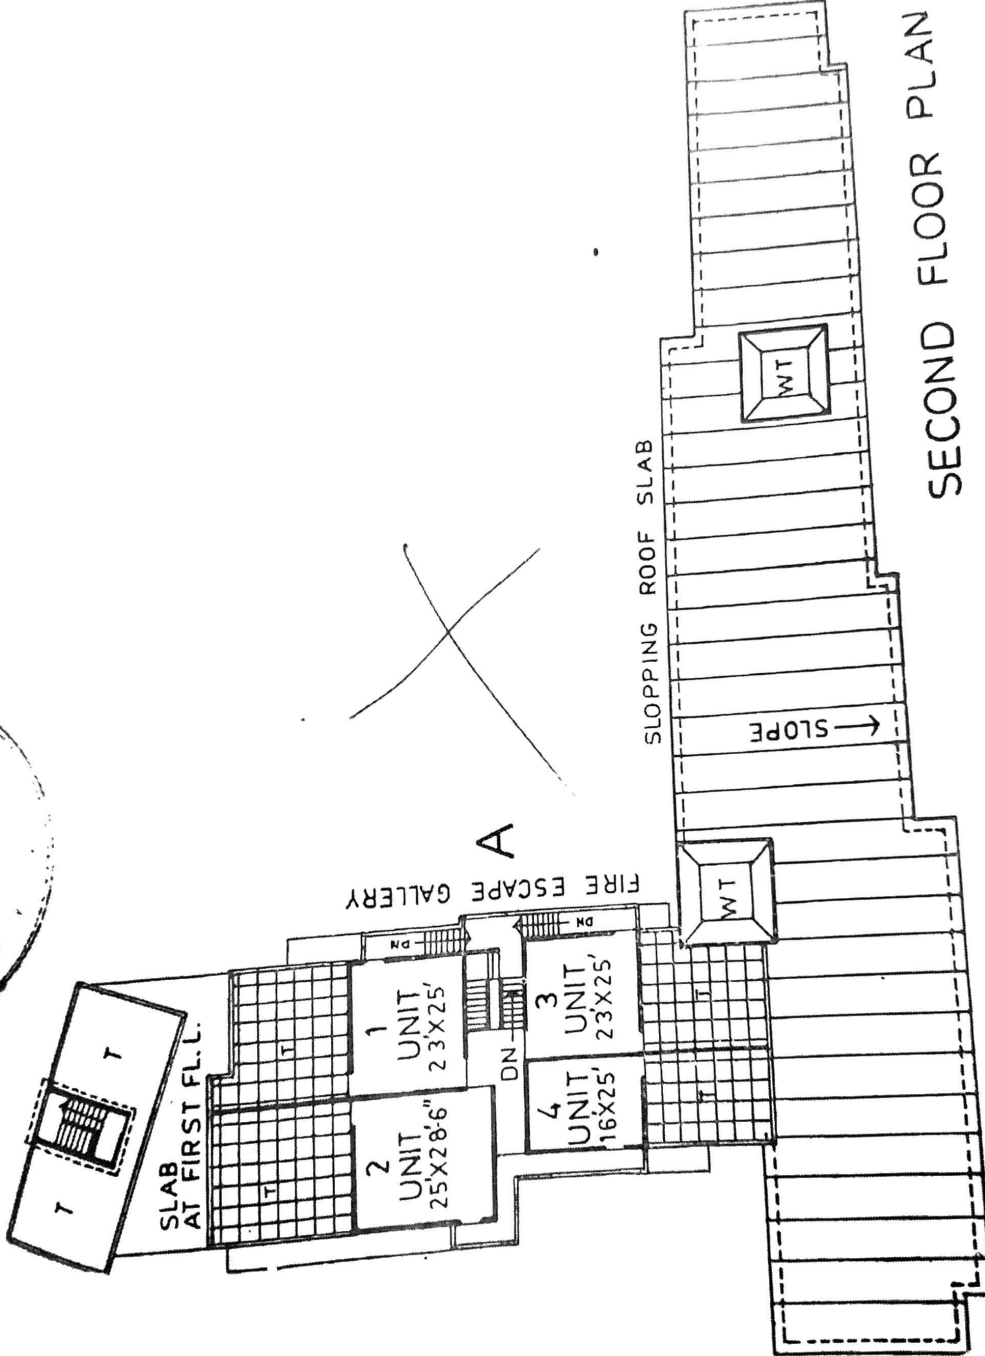 SECOND FLOOR PLAN
SLOPPING ROOF SLAB
SLOPE
WT
WT
A
FIRE ESCAPE GALLERY
DN
DN
DN
1
UNIT
23'X25'
2
UNIT
25'X28'-6"
3
UNIT
23'X25'
4
UNIT
16'X25'
T
T
T
T
T
T
SLAB
AT FIRST FL. L.